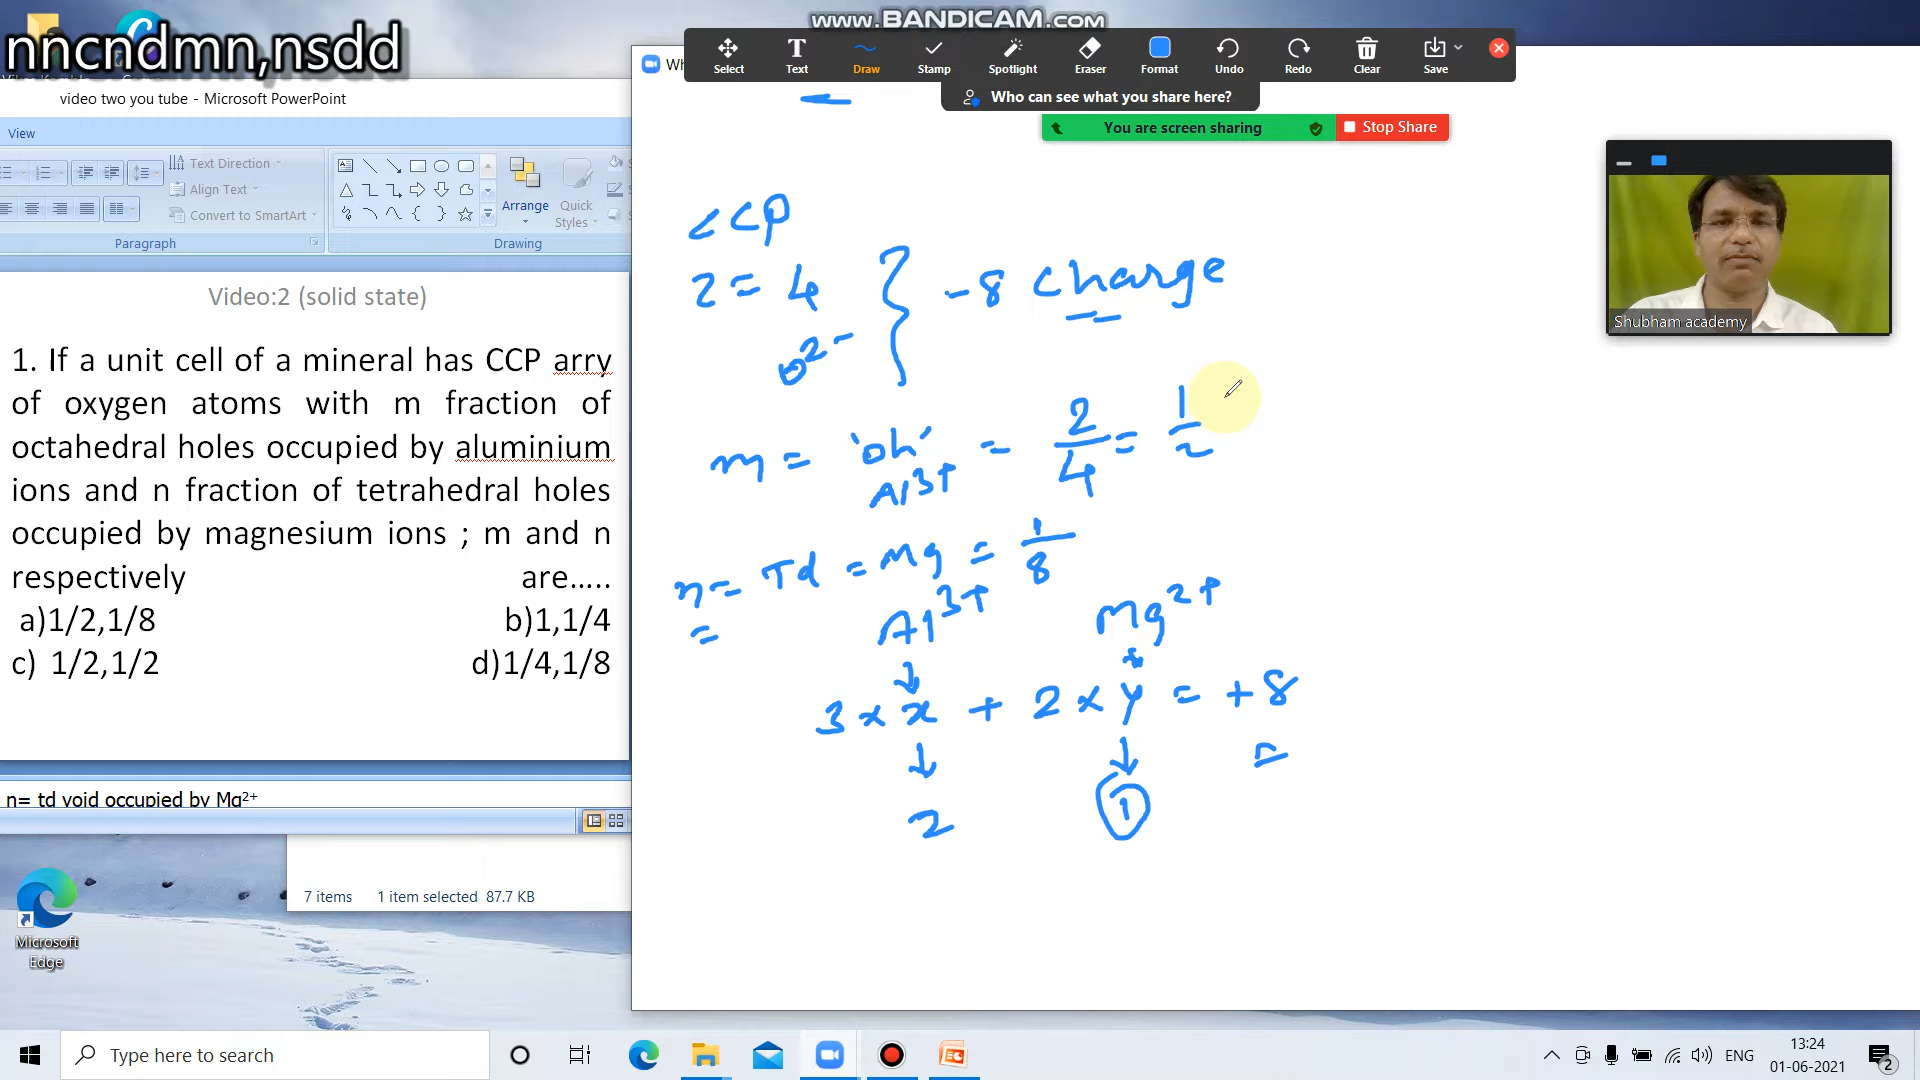 WWW.BANDICAM.COM
nncndmn,nsdd
Select
Text
Draw
Stamp
Spotlight
Eraser
Format
Undo
Redo
Clear
Save
Who can see what you share here?
You are screen sharing
Stop Share
video two you tube - Microsoft PowerPoint
View
Text Direction
Align Text
Convert to SmartArt
Arrange
Quick Styles
Paragraph
Drawing
Video:2 (solid state)
1. If a unit cell of a mineral has CCP arry
of oxygen atoms with m fraction of
octahedral holes occupied by aluminium
ions and n fraction of tetrahedral holes
occupied by magnesium ions ; m and n
respectively are.....
a)1/2,1/8 b)1,1/4
c) 1/2,1/2 d)1/4,1/8
n= td void occupied by Mg²⁺
7 items 1 item selected 87.7 KB
Microsoft
Edge
CCP
Z = 4
O²⁻
-8 charge
m = 'oh' = 2/4 = 1/2
Al³⁺
n = Td = Mg = 1/8
Al³⁺ Mg²⁺
3 × x + 2 × y = +8
2 1
Shubham academy
Type here to search
ENG
13:24
01-06-2021
2